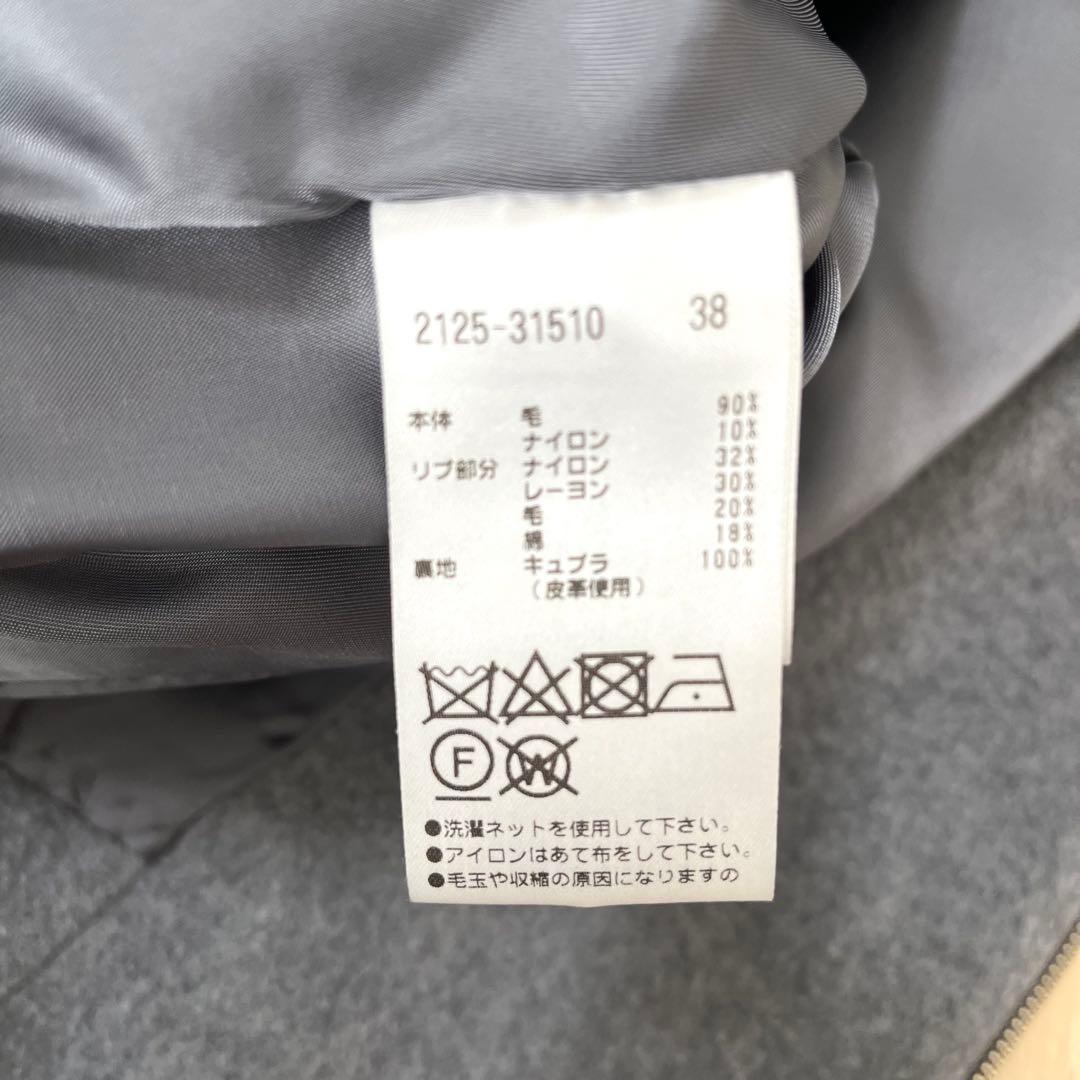 2125-31510 38
本体 毛 90%
ナイロン 10%
リブ部分 ナイロン 32%
レーヨン 30%
毛 20%
綿 18%
裏地 キュプラ 100%
(皮革使用)
F W
●洗濯ネットを使用して下さい。
●アイロンはあて布をして下さい。
●毛玉や収縮の原因になりますの